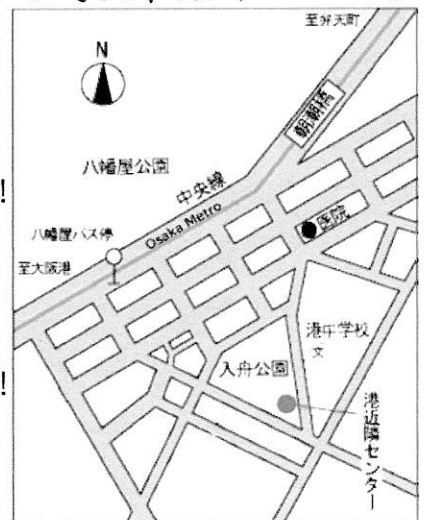 至弁天町
N
朝潮橋
八幡屋公園
中央線
Osaka Metro
医院
八幡屋バス停
至大阪港
港中学校
文
入舟公園
港近隣センター
!
!